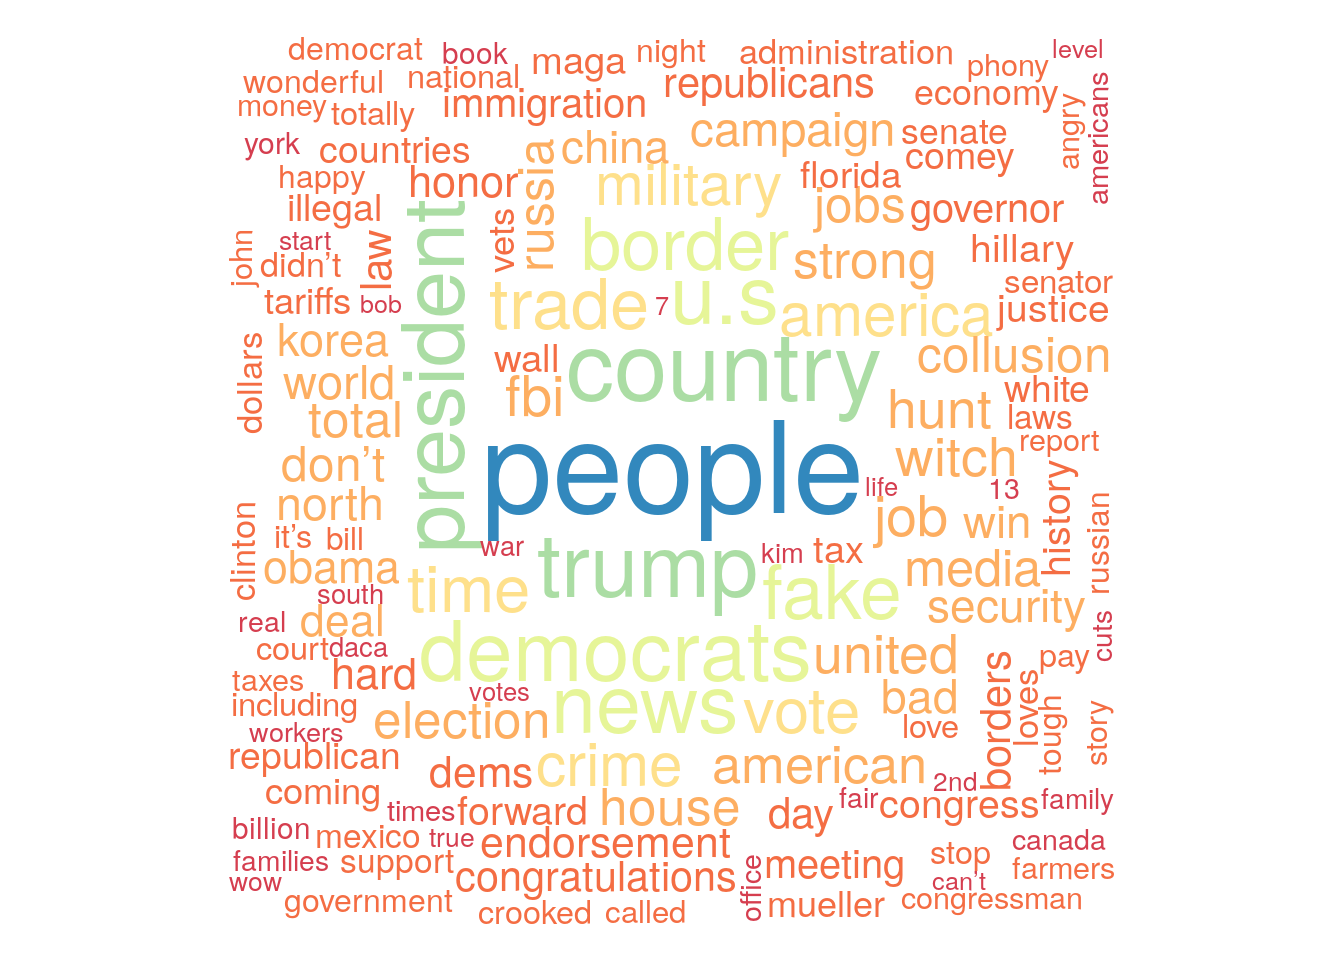 democrat
book
maga
night
administration
level
wonderful
national
republicans
phony
money
totally
immigration
economy
americans
york
countries
china
campaign
senate
angry
happy
honor
russia
military
florida
comey
illegal
vets
jobs
governor
john
start
didn't
law
president
border
strong
hillary
tariffs
bob
trade
7
u.s
america
senator
justice
dollars
korea
world
wall
country
collusion
total
fbi
hunt
white
laws
don't
people
witch
report
north
life
13
history
clinton
it's
bill
war
job
win
russian
obama
trump
kim
tax
media
south
time
fake
security
real
deal
cuts
court
daca
democrats
united
borders
pay
taxes
hard
votes
news
vote
bad
loves
tough
story
including
election
love
workers
republican
dems
crime
american
2nd
coming
times
forward
house
day
fair
congress
family
billion
mexico
true
endorsement
canada
families
support
congratulations
office
meeting
stop
farmers
wow
can't
government
crooked
called
mueller
congressman